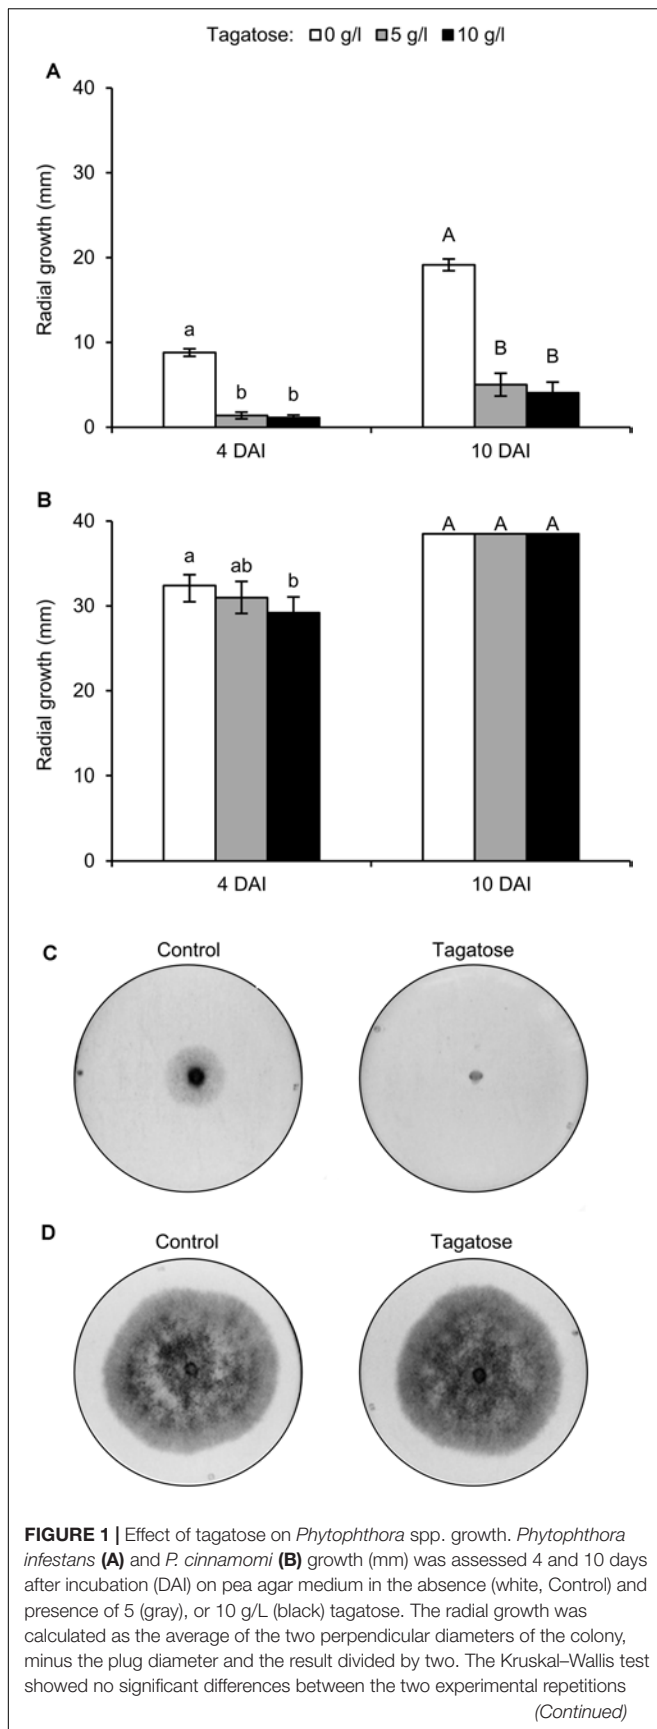 Tagatose: 0 g/l 5 g/l 10 g/l
A
40
30
20
10
0
Radial growth (mm)
a
b
b
A
B
B
4 DAI
10 DAI
B
40
30
20
10
0
Radial growth (mm)
a
ab
b
A
A
A
4 DAI
10 DAI
C
Control
Tagatose
D
Control
Tagatose
FIGURE 1 | Effect of tagatose on Phytophthora spp. growth. Phytophthora
infestans (A) and P. cinnamomi (B) growth (mm) was assessed 4 and 10 days
after incubation (DAI) on pea agar medium in the absence (white, Control) and
presence of 5 (gray), or 10 g/L (black) tagatose. The radial growth was
calculated as the average of the two perpendicular diameters of the colony,
minus the plug diameter and the result divided by two. The Kruskal–Wallis test
showed no significant differences between the two experimental repetitions
(Continued)